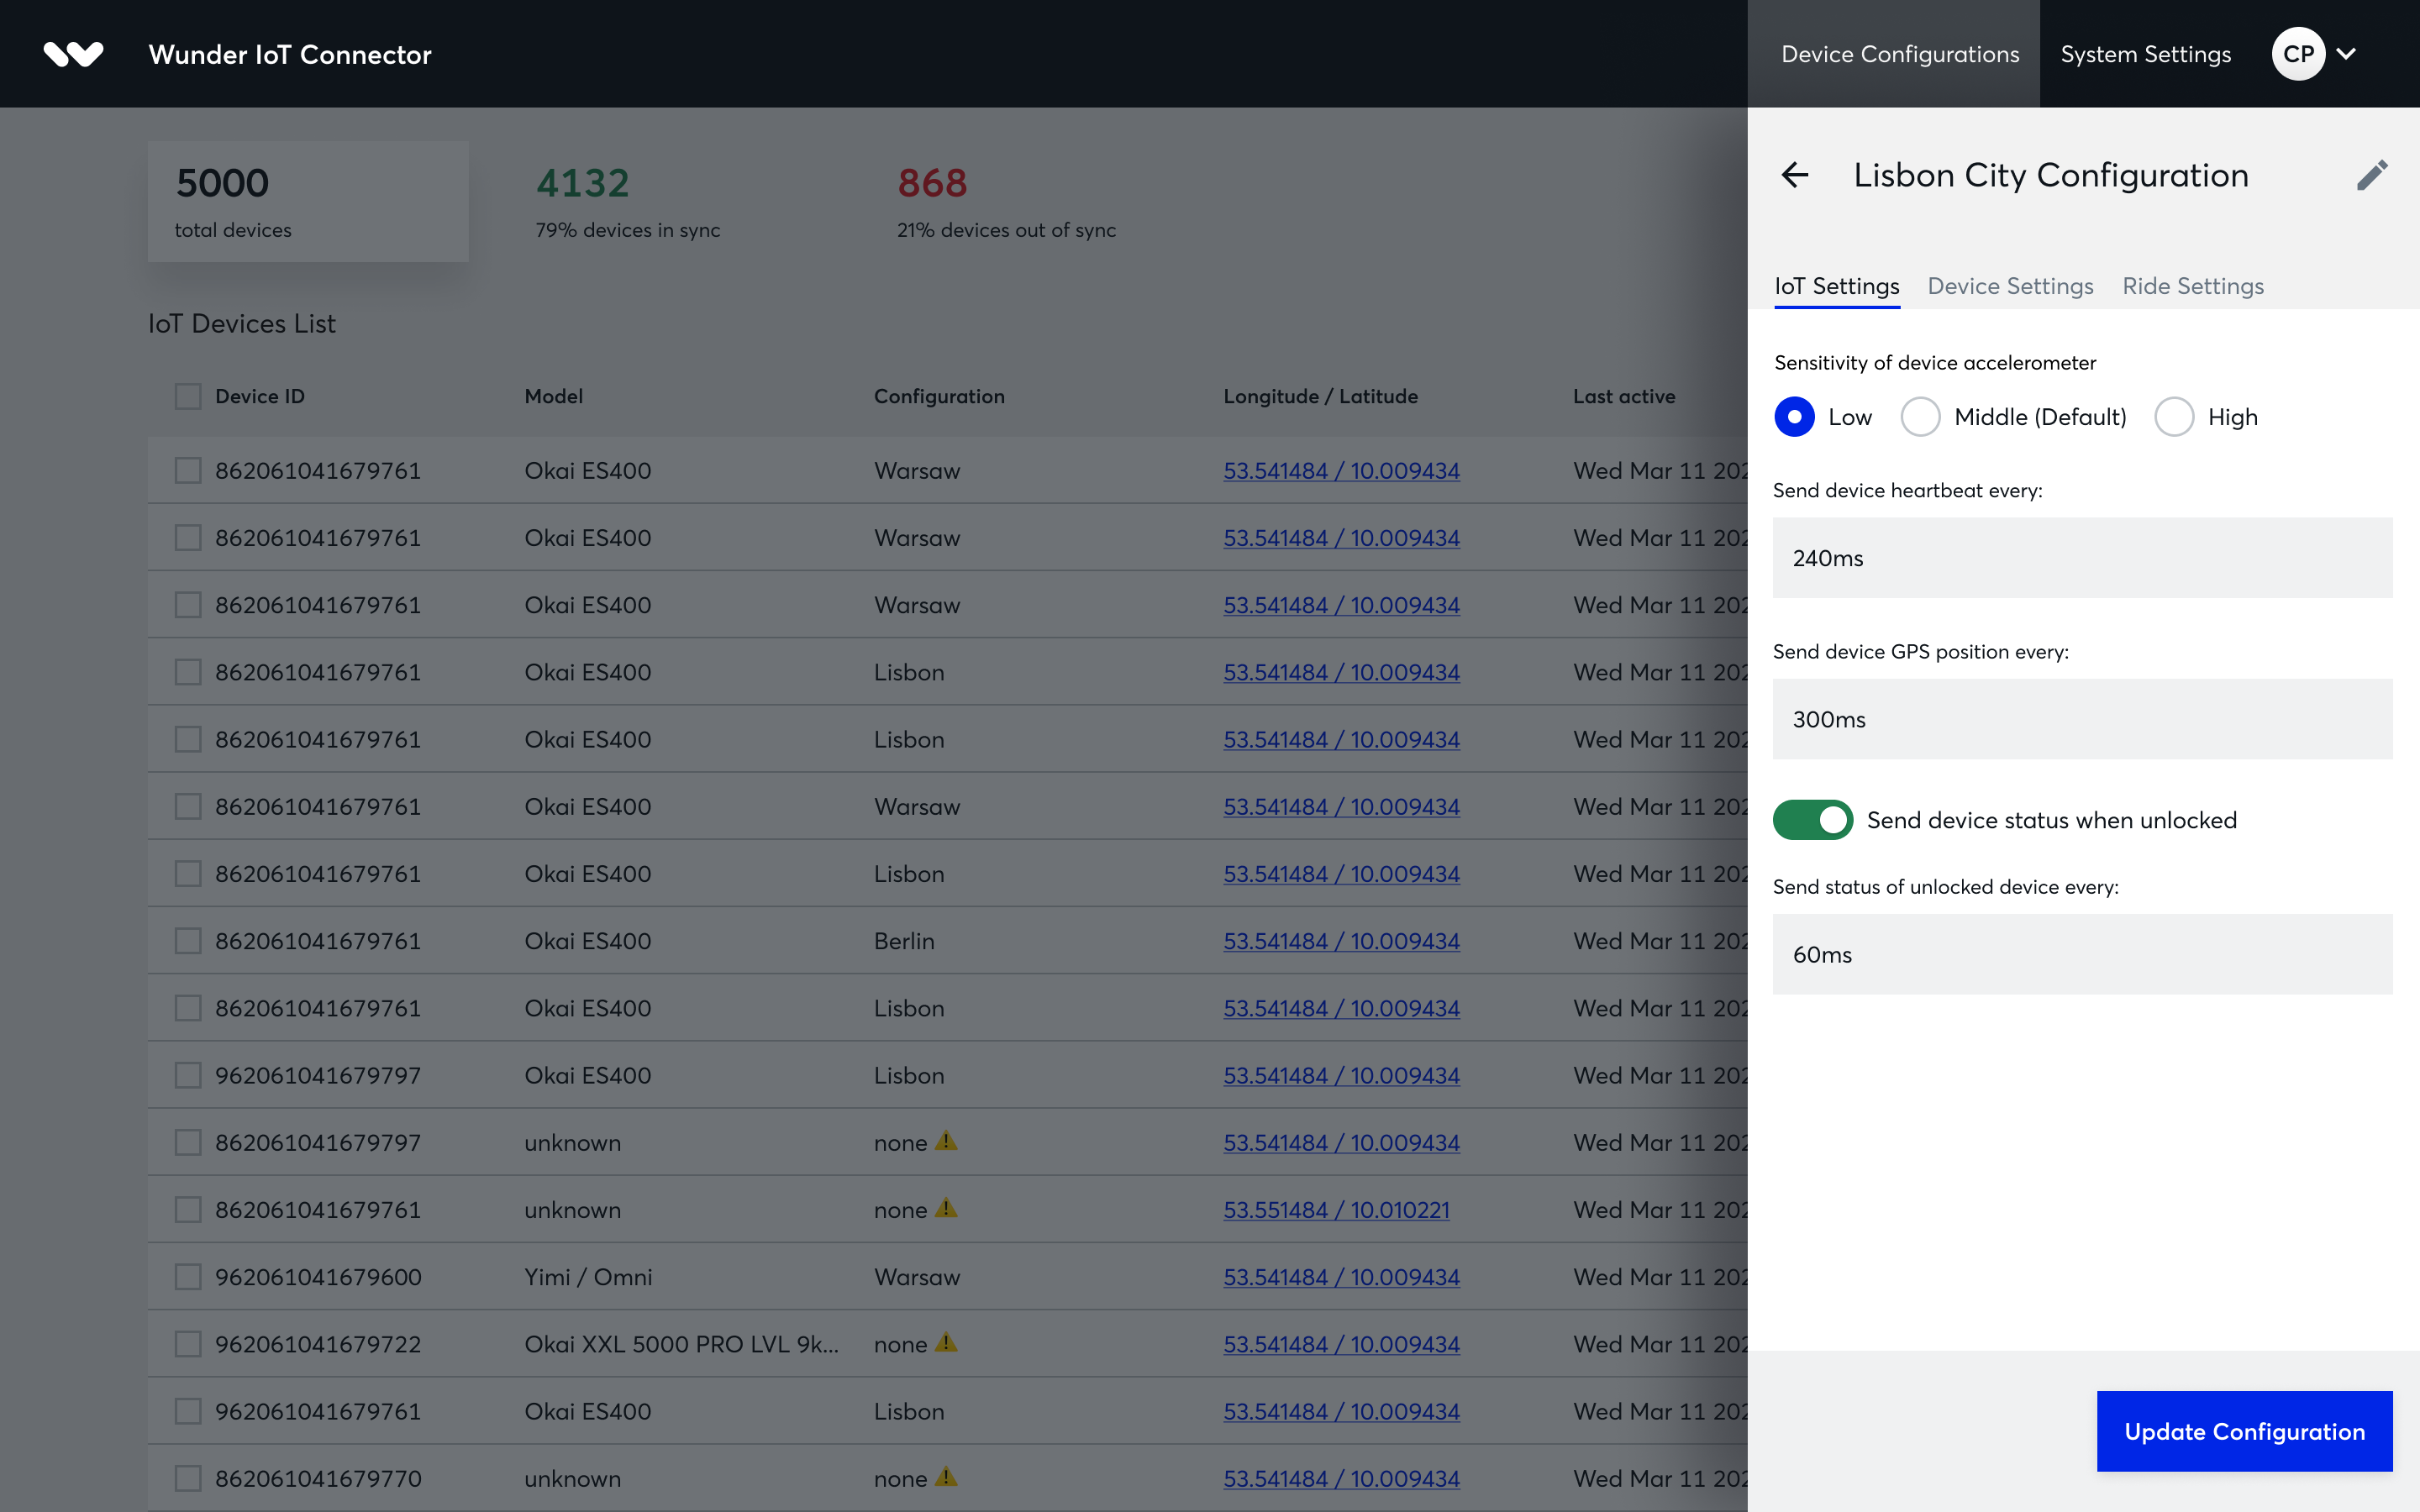 Wunder IoT Connector
Device Configurations
System Settings
CP
5000
total devices
4132
79% devices in sync
868
21% devices out of sync
IoT Devices List
Device ID Model Configuration Longitude / Latitude Last active
862061041679761 Okai ES400 Warsaw 53.541484 / 10.009434 Wed Mar 11 202
862061041679761 Okai ES400 Warsaw 53.541484 / 10.009434 Wed Mar 11 202
862061041679761 Okai ES400 Warsaw 53.541484 / 10.009434 Wed Mar 11 202
862061041679761 Okai ES400 Lisbon 53.541484 / 10.009434 Wed Mar 11 202
862061041679761 Okai ES400 Lisbon 53.541484 / 10.009434 Wed Mar 11 202
862061041679761 Okai ES400 Warsaw 53.541484 / 10.009434 Wed Mar 11 202
862061041679761 Okai ES400 Lisbon 53.541484 / 10.009434 Wed Mar 11 202
862061041679761 Okai ES400 Berlin 53.541484 / 10.009434 Wed Mar 11 202
862061041679761 Okai ES400 Lisbon 53.541484 / 10.009434 Wed Mar 11 202
962061041679797 Okai ES400 Lisbon 53.541484 / 10.009434 Wed Mar 11 202
862061041679797 unknown none 53.541484 / 10.009434 Wed Mar 11 202
862061041679761 unknown none 53.551484 / 10.010221 Wed Mar 11 202
962061041679600 Yimi / Omni Warsaw 53.541484 / 10.009434 Wed Mar 11 202
962061041679722 Okai XXL 5000 PRO LVL 9k... none 53.541484 / 10.009434 Wed Mar 11 202
962061041679761 Okai ES400 Lisbon 53.541484 / 10.009434 Wed Mar 11 202
862061041679770 unknown none 53.541484 / 10.009434 Wed Mar 11 202
Lisbon City Configuration
IoT Settings Device Settings Ride Settings
Sensitivity of device accelerometer
Low Middle (Default) High
Send device heartbeat every:
240ms
Send device GPS position every:
300ms
Send device status when unlocked
Send status of unlocked device every:
60ms
Update Configuration